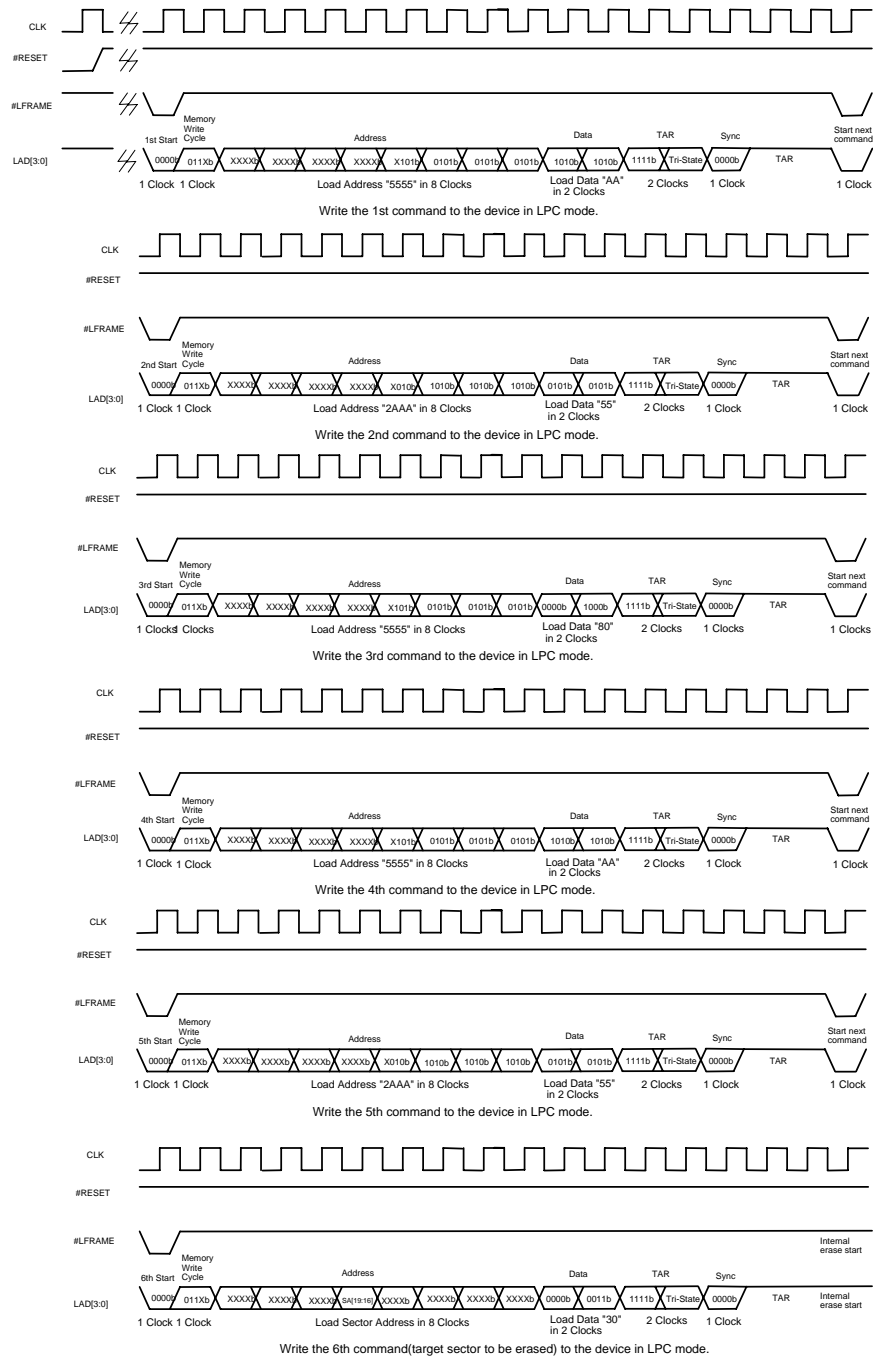 CLK
#RESET
#LFRAME
Memory
Write
Cycle
1st Start
Address
Data
TAR
Sync
Start next
command
LAD[3:0]
0000b 011Xb XXXXb XXXXb XXXXb XXXXb X101b 0101b 0101b 0101b 1010b 1010b 1111b Tri-State 0000b TAR
1 Clock 1 Clock Load Address "5555" in 8 Clocks Load Data "AA"
in 2 Clocks 2 Clocks 1 Clock 1 Clock
Write the 1st command to the device in LPC mode.
CLK
#RESET
#LFRAME
Memory
Write
Cycle
2nd Start
Address
Data
TAR
Sync
Start next
command
LAD[3:0]
0000b 011Xb XXXXb XXXXb XXXXb XXXXb X010b 1010b 1010b 1010b 0101b 0101b 1111b Tri-State 0000b TAR
1 Clock 1 Clock Load Address "2AAA" in 8 Clocks Load Data "55"
in 2 Clocks 2 Clocks 1 Clock 1 Clock
Write the 2nd command to the device in LPC mode.
CLK
#RESET
#LFRAME
Memory
Write
Cycle
3rd Start
Address
Data
TAR
Sync
Start next
command
LAD[3:0]
0000b 011Xb XXXXb XXXXb XXXXb XXXXb X101b 0101b 0101b 0101b 0000b 1000b 1111b Tri-State 0000b TAR
1 Clocks 1 Clocks Load Address "5555" in 8 Clocks Load Data "80"
in 2 Clocks 2 Clocks 1 Clocks 1 Clocks
Write the 3rd command to the device in LPC mode.
CLK
#RESET
#LFRAME
Memory
Write
Cycle
4th Start
Address
Data
TAR
Sync
Start next
command
LAD[3:0]
0000b 011Xb XXXXb XXXXb XXXXb XXXXb X101b 0101b 0101b 0101b 1010b 1010b 1111b Tri-State 0000b TAR
1 Clock 1 Clock Load Address "5555" in 8 Clocks Load Data "AA"
in 2 Clocks 2 Clocks 1 Clock 1 Clock
Write the 4th command to the device in LPC mode.
CLK
#RESET
#LFRAME
Memory
Write
Cycle
5th Start
Address
Data
TAR
Sync
Start next
command
LAD[3:0]
0000b 011Xb XXXXb XXXXb XXXXb XXXXb X010b 1010b 1010b 1010b 0101b 0101b 1111b Tri-State 0000b TAR
1 Clock 1 Clock Load Address "2AAA" in 8 Clocks Load Data "55"
in 2 Clocks 2 Clocks 1 Clock 1 Clock
Write the 5th command to the device in LPC mode.
CLK
#RESET
#LFRAME
Internal
erase start
Memory
Write
Cycle
6th Start
Address
Data
TAR
Sync
LAD[3:0]
0000b 011Xb XXXXb XXXXb XXXXb SA[19:16] XXXXb XXXXb XXXXb XXXXb 0000b 0011b 1111b Tri-State 0000b TAR
Internal
erase start
1 Clock 1 Clock Load Sector Address in 8 Clocks Load Data "30"
in 2 Clocks 2 Clocks 1 Clock
Write the 6th command(target sector to be erased) to the device in LPC mode.